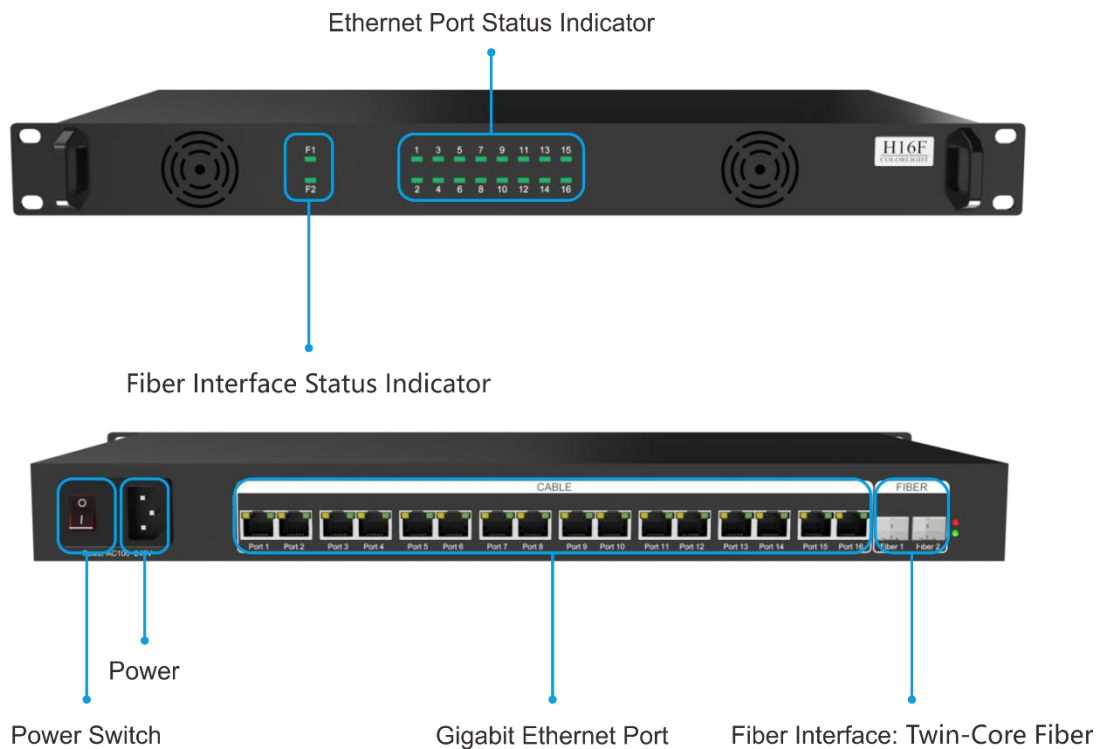 Ethernet Port Status Indicator
F1
1 3 5 7 9 11 13 15
H16F
COLORLIGHT
F2
2 4 6 8 10 12 14 16
Fiber Interface Status Indicator
CABLE
FIBER
Port 1 Port 2 Port 3 Port 4 Port 5 Port 6 Port 7 Port 8 Port 9 Port 10 Port 11 Port 12 Port 13 Port 14 Port 15 Port 16 Fiber 1 Fiber 2
Power AC100~240V
Power
Power Switch
Gigabit Ethernet Port
Fiber Interface: Twin-Core Fiber